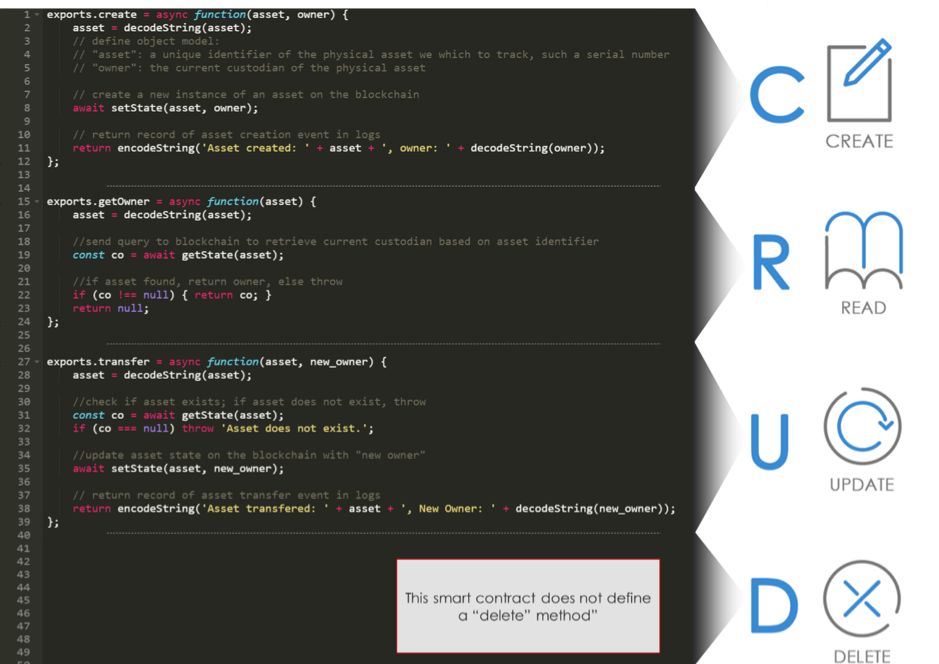 1 exports.create = async function(asset, owner) {
2 asset = decodeString(asset);
3 // define object model:
4 // "asset": a unique identifier of the physical asset we which to track, such a serial number
5 // "owner": the current custodian of the physical asset
6
7 // create a new instance of an asset on the blockchain
8 await setState(asset, owner);
9
10 // return record of asset creation event in logs
11 return encodeString('Asset created: ' + asset + ', owner: ' + decodeString(owner));
12 };
13
14
15 exports.getOwner = async function(asset) {
16 asset = decodeString(asset);
17
18 //send query to blockchain to retrieve current custodian based on asset identifier
19 const co = await getState(asset);
20
21 //if asset found, return owner, else throw
22 if (co !== null) { return co; }
23 return null;
24 };
25
26
27 exports.transfer = async function(asset, new_owner) {
28 asset = decodeString(asset);
29
30 //check if asset exists; if asset does not exist, throw
31 const co = await getState(asset);
32 if (co === null) throw 'Asset does not exist.';
33
34 //update asset state on the blockchain with "new owner"
35 await setState(asset, new_owner);
36
37 // return record of asset transfer event in logs
38 return encodeString('Asset transfered: ' + asset + ', New Owner: ' + decodeString(new_owner));
39 };
40
41
42
43
44
45
46
47
48
49
This smart contract does not define
a "delete" method"
C
CREATE
R
READ
U
UPDATE
D
DELETE